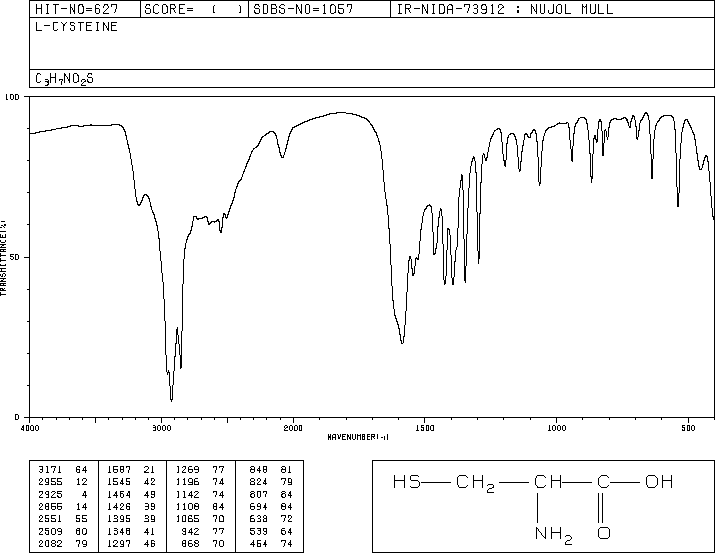 HIT-NO=627 SCORE= ( ) SDBS-NO=1057 IR-NIDA-73912 : NUJOL MULL
L-CYSTEINE
C3H7NO2S
100
50
0
TRANSMITTANCE(%)
4000 3000 2000 1500 1000 500
WAVENUMBER(-1)
3171 64 1587 21 1269 77 848 81
2955 12 1545 42 1196 74 824 79
2925 4 1464 49 1142 74 807 84
2855 14 1426 39 1108 84 694 84
2551 55 1395 39 1065 70 638 72
2509 60 1348 41 942 77 539 64
2082 79 1297 46 868 70 454 74
HS CH2 CH C OH
NH2 O